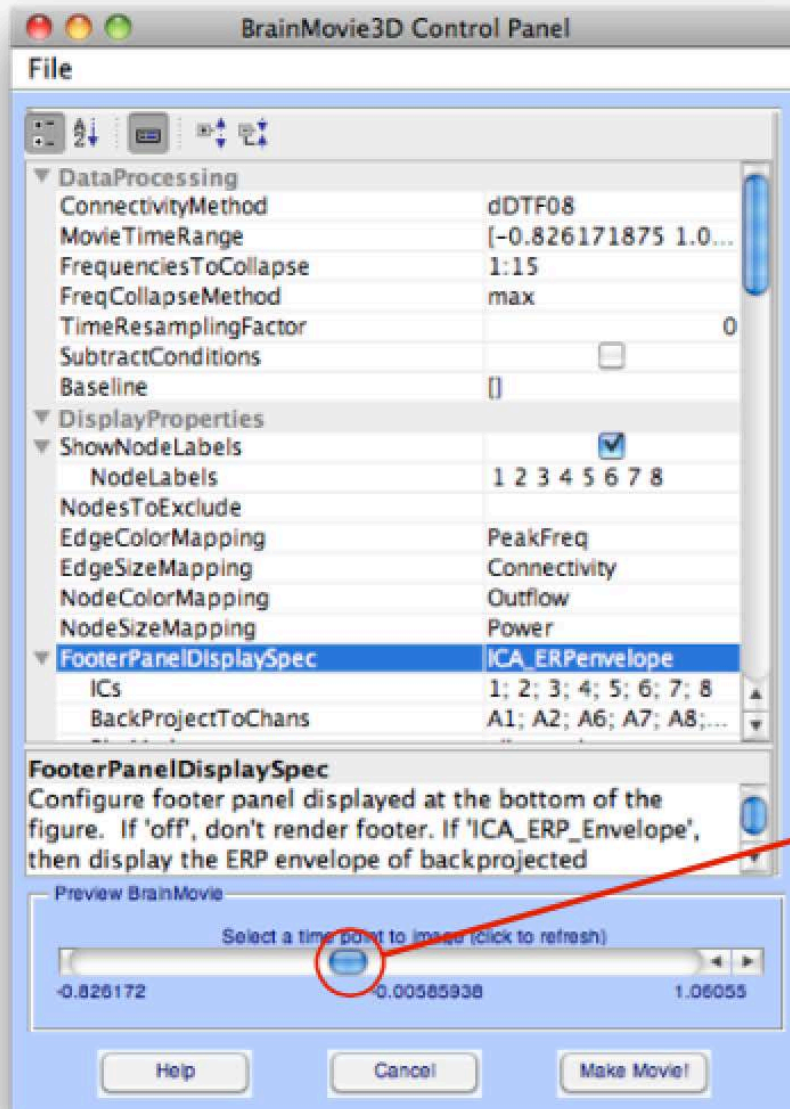 BrainMovie3D Control Panel
File
DataProcessing
ConnectivityMethod dDTF08
MovieTimeRange [-0.826171875 1.0...
FrequenciesToCollapse 1:15
FreqCollapseMethod max
TimeResamplingFactor 0
SubtractConditions
Baseline []
DisplayProperties
ShowNodeLabels
NodeLabels 1 2 3 4 5 6 7 8
NodesToExclude
EdgeColorMapping PeakFreq
EdgeSizeMapping Connectivity
NodeColorMapping Outflow
NodeSizeMapping Power
FooterPanelDisplaySpec ICA_ERPenvelope
ICs 1; 2; 3; 4; 5; 6; 7; 8
BackProjectToChans A1; A2; A6; A7; A8;...
FooterPanelDisplaySpec
Configure footer panel displayed at the bottom of the
figure. If 'off', don't render footer. If 'ICA_ERP_Envelope',
then display the ERP envelope of backprojected
Preview BrainMovie
Select a time point to image (click to refresh)
-0.826172 -0.00585938 1.06055
Help Cancel Make Movie!